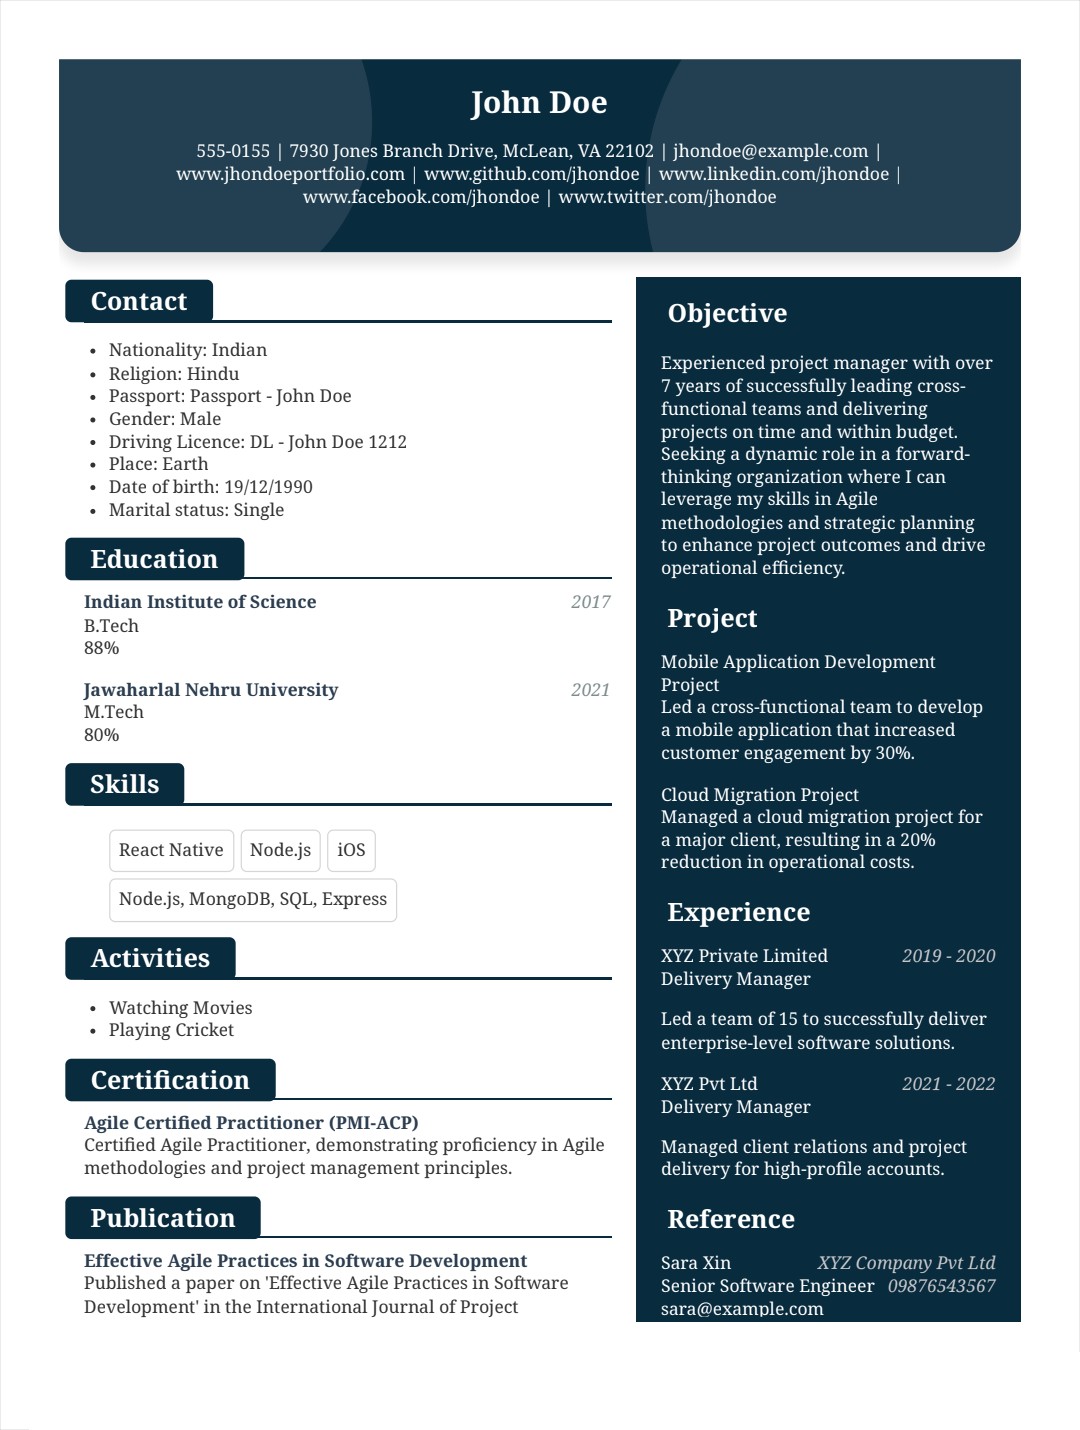 John Doe
555-0155 | 7930 Jones Branch Drive, McLean, VA 22102 | jhondoe@example.com |
www.jhondoeportfolio.com | www.github.com/jhondoe | www.linkedin.com/jhondoe |
www.facebook.com/jhondoe | www.twitter.com/jhondoe
Contact
• Nationality: Indian
• Religion: Hindu
• Passport: Passport - John Doe
• Gender: Male
• Driving Licence: DL - John Doe 1212
• Place: Earth
• Date of birth: 19/12/1990
• Marital status: Single
Education
Indian Institute of Science 2017
B.Tech
88%
Jawaharlal Nehru University 2021
M.Tech
80%
Skills
React Native Node.js iOS
Node.js, MongoDB, SQL, Express
Activities
• Watching Movies
• Playing Cricket
Certification
Agile Certified Practitioner (PMI-ACP)
Certified Agile Practitioner, demonstrating proficiency in Agile
methodologies and project management principles.
Publication
Effective Agile Practices in Software Development
Published a paper on 'Effective Agile Practices in Software
Development' in the International Journal of Project
Objective
Experienced project manager with over
7 years of successfully leading cross-
functional teams and delivering
projects on time and within budget.
Seeking a dynamic role in a forward-
thinking organization where I can
leverage my skills in Agile
methodologies and strategic planning
to enhance project outcomes and drive
operational efficiency.
Project
Mobile Application Development
Project
Led a cross-functional team to develop
a mobile application that increased
customer engagement by 30%.
Cloud Migration Project
Managed a cloud migration project for
a major client, resulting in a 20%
reduction in operational costs.
Experience
XYZ Private Limited 2019 - 2020
Delivery Manager
Led a team of 15 to successfully deliver
enterprise-level software solutions.
XYZ Pvt Ltd 2021 - 2022
Delivery Manager
Managed client relations and project
delivery for high-profile accounts.
Reference
Sara Xin XYZ Company Pvt Ltd
Senior Software Engineer 09876543567
sara@example.com